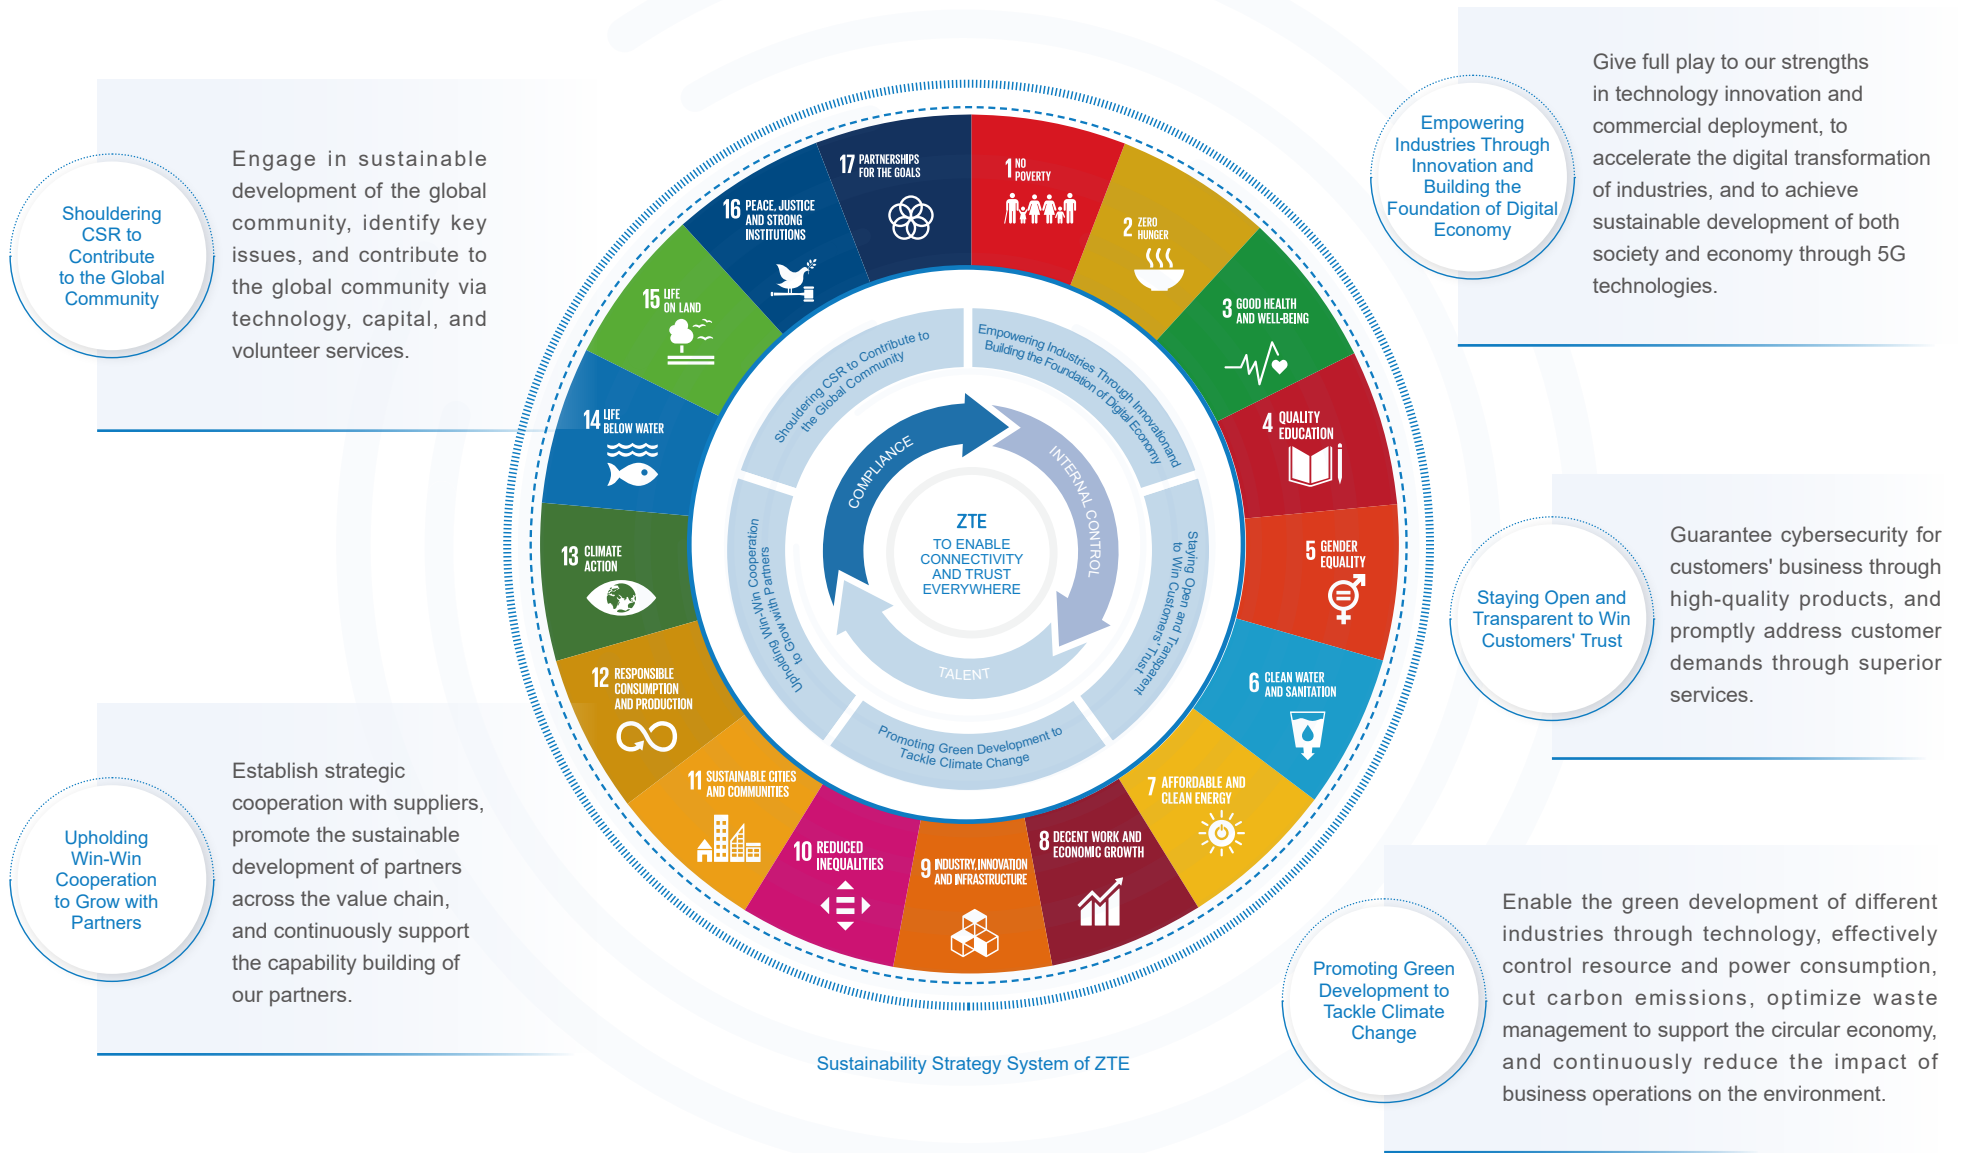 Shouldering
CSR to
Contribute
to the Global
Community
Engage in sustainable
development of the global
community, identify key
issues, and contribute to
the global community via
technology, capital, and
volunteer services.
Upholding
Win-Win
Cooperation
to Grow with
Partners
Establish strategic
cooperation with suppliers,
promote the sustainable
development of partners
across the value chain,
and continuously support
the capability building of
our partners.
1 NO
POVERTY
2 ZERO
HUNGER
3 GOOD HEALTH
AND WELL-BEING
4 QUALITY
EDUCATION
5 GENDER
EQUALITY
6 CLEAN WATER
AND SANITATION
7 AFFORDABLE AND
CLEAN ENERGY
8 DECENT WORK AND
ECONOMIC GROWTH
9 INDUSTRY, INNOVATION
AND INFRASTRUCTURE
10 REDUCED
INEQUALITIES
11 SUSTAINABLE CITIES
AND COMMUNITIES
12 RESPONSIBLE
CONSUMPTION
AND PRODUCTION
13 CLIMATE
ACTION
14 LIFE
BELOW WATER
15 LIFE
ON LAND
16 PEACE, JUSTICE
AND STRONG
INSTITUTIONS
17 PARTNERSHIPS
FOR THE GOALS
Shouldering CSR to Contribute to
the Global Community
Empowering Industries Through Innovationand
Building the Foundation of Digital Economy
Staying Open and Transparent
to Win Customers' Trust
Promoting Green Development to
Tackle Climate Change
Upholding Win-Win Cooperation
to Grow with Partners
COMPLIANCE
INTERNAL CONTROL
TALENT
ZTE
TO ENABLE
CONNECTIVITY
AND TRUST
EVERYWHERE
Sustainability Strategy System of ZTE
Empowering
Industries Through
Innovation and
Building the
Foundation of Digital
Economy
Give full play to our strengths
in technology innovation and
commercial deployment, to
accelerate the digital transformation
of industries, and to achieve
sustainable development of both
society and economy through 5G
technologies.
Staying Open and
Transparent to Win
Customers' Trust
Guarantee cybersecurity for
customers' business through
high-quality products, and
promptly address customer
demands through superior
services.
Promoting Green
Development to
Tackle Climate
Change
Enable the green development of different
industries through technology, effectively
control resource and power consumption,
cut carbon emissions, optimize waste
management to support the circular economy,
and continuously reduce the impact of
business operations on the environment.